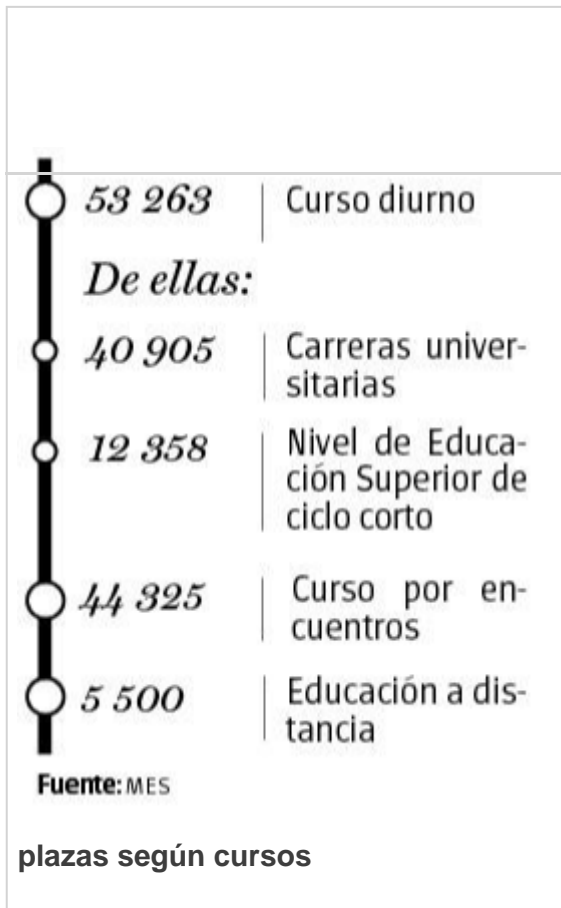 53 263 Curso diurno
De ellas:
40 905 Carreras univer-
sitarias
12 358 Nivel de Educa-
ción Superior de
ciclo corto
44 325 Curso por en-
cuentros
5 500 Educación a dis-
tancia
Fuente: MES
plazas según cursos